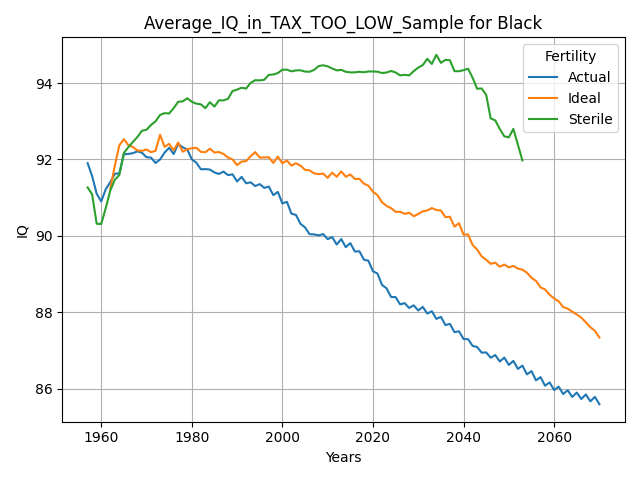 Average_IQ_in_TAX_TOO_LOW_Sample for Black
Fertility
Actual
Ideal
Sterile
IQ
94
92
90
88
86
1960
1980
2000
2020
2040
2060
Years